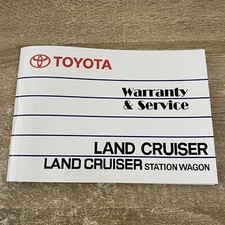 TOYOTA
Warranty
& Service
LAND CRUISER
LAND CRUISER STATION WAGON